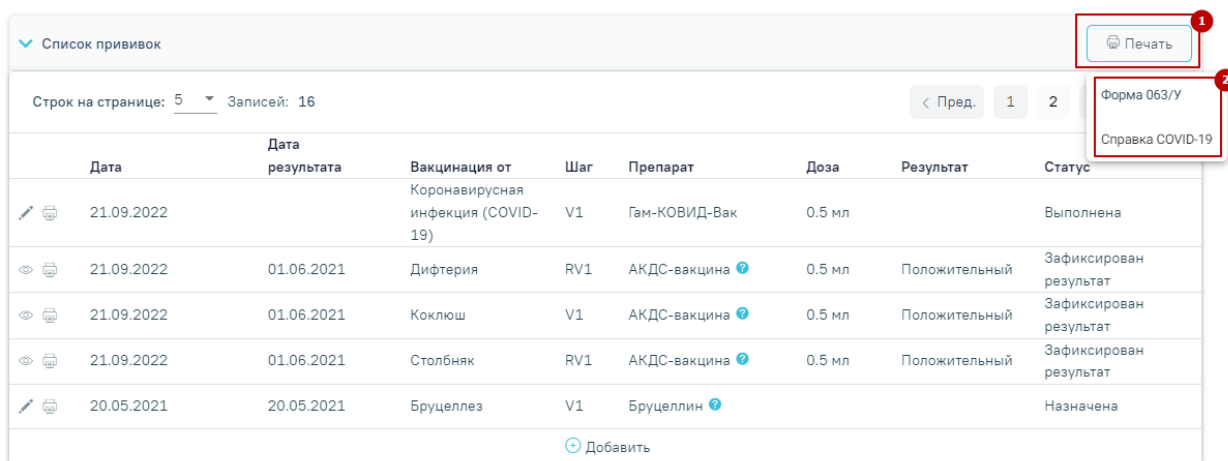 Список прививок
Печать
1
2
Форма 063/У
Справка COVID-19
Строк на странице: 5 Записей: 16
Пред. 1 2
Дата Дата результата Вакцинация от Шаг Препарат Доза Результат Статус
21.09.2022 Коронавирусная инфекция (COVID-19) V1 Гам-КОВИД-Вак 0.5 мл Выполнена
21.09.2022 01.06.2021 Дифтерия RV1 АКДС-вакцина ? 0.5 мл Положительный Зафиксирован результат
21.09.2022 01.06.2021 Коклюш V1 АКДС-вакцина ? 0.5 мл Положительный Зафиксирован результат
21.09.2022 01.06.2021 Столбняк RV1 АКДС-вакцина ? 0.5 мл Положительный Зафиксирован результат
20.05.2021 20.05.2021 Бруцеллез V1 Бруцеллин ? Назначена
Добавить